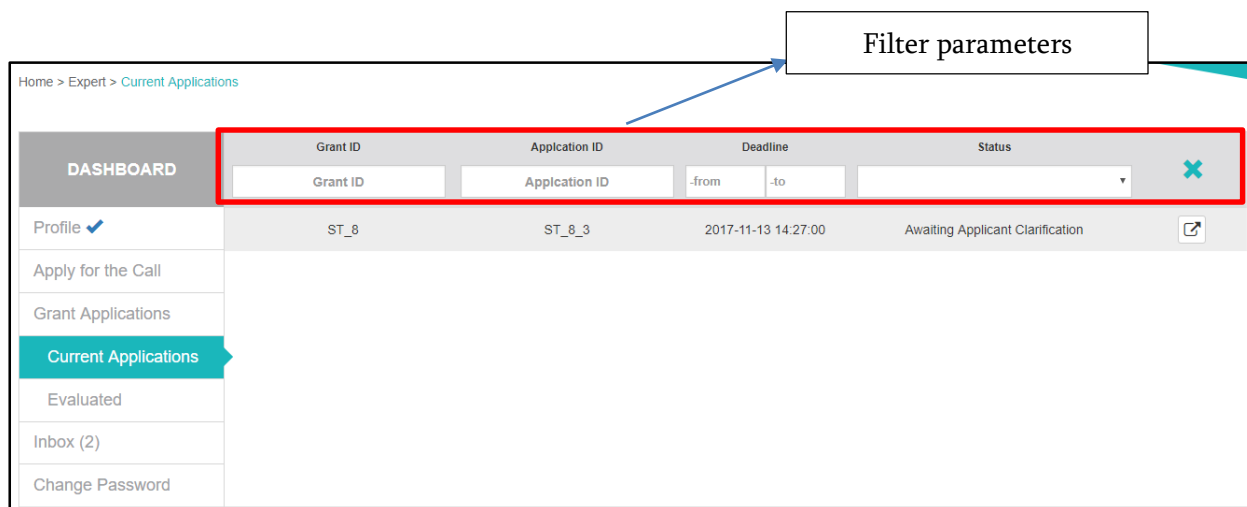 Filter parameters
Home > Expert > Current Applications
DASHBOARD
Grant ID Applcation ID Deadline Status
Grant ID Applcation ID -from -to
Profile
ST_8 ST_8_3 2017-11-13 14:27:00 Awaiting Applicant Clarification
Apply for the Call
Grant Applications
Current Applications
Evaluated
Inbox (2)
Change Password